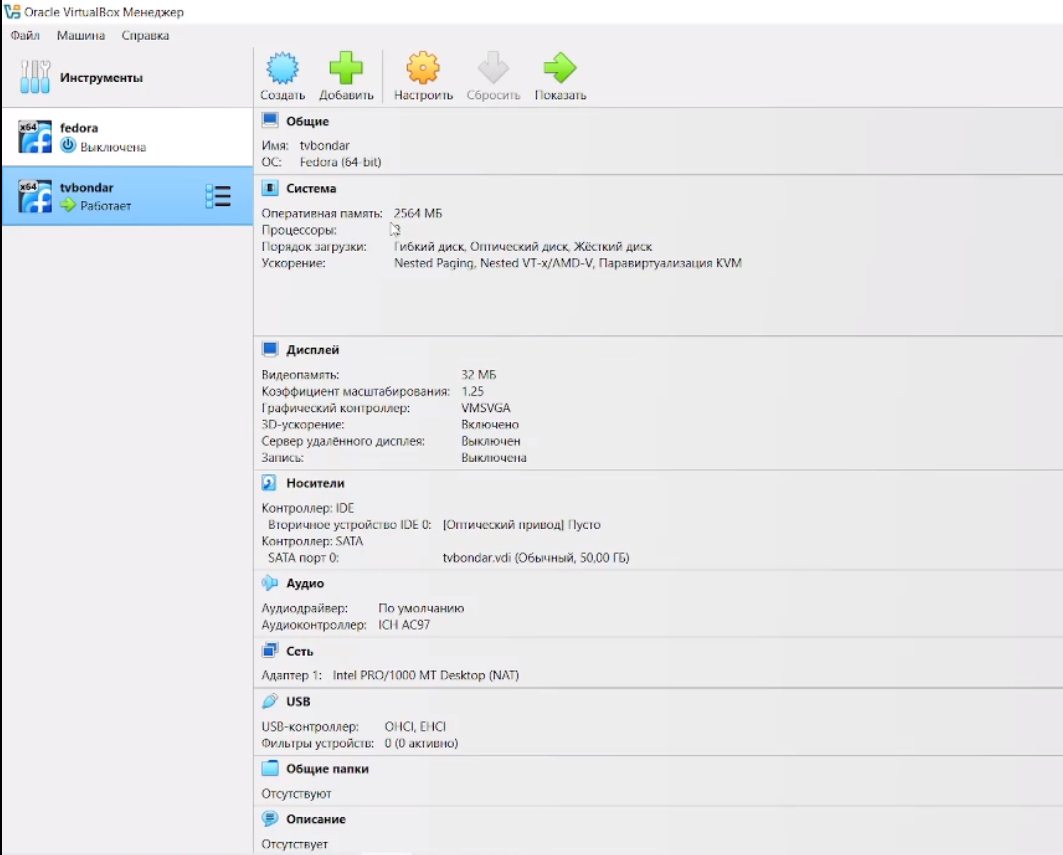 Oracle VirtualBox Менеджер
Файл Машина Справка
Инструменты
Создать Добавить Настроить Сбросить Показать
x64 fedora
Выключена
x64 tvbondar
Работает
Общие
Имя: tvbondar
ОС: Fedora (64-bit)
Система
Оперативная память: 2564 МБ
Процессоры:
Порядок загрузки: Гибкий диск, Оптический диск, Жёсткий диск
Ускорение: Nested Paging, Nested VT-x/AMD-V, Паравиртуализация KVM
Дисплей
Видеопамять: 32 МБ
Коэффициент масштабирования: 1.25
Графический контроллер: VMSVGA
3D-ускорение: Включено
Сервер удалённого дисплея: Выключен
Запись: Выключена
Носители
Контроллер: IDE
Вторичное устройство IDE 0: [Оптический привод] Пусто
Контроллер: SATA
SATA порт 0: tvbondar.vdi (Обычный, 50,00 ГБ)
Аудио
Аудиодрайвер: По умолчанию
Аудиоконтроллер: ICH AC97
Сеть
Адаптер 1: Intel PRO/1000 MT Desktop (NAT)
USB
USB-контроллер: OHCI, EHCI
Фильтры устройств: 0 (0 активно)
Общие папки
Отсутствуют
Описание
Отсутствует